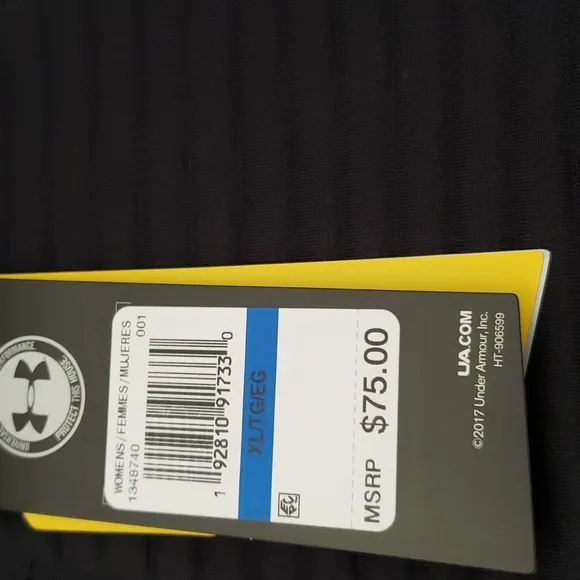 PROTECT THIS HOUSE.
WOMENS/FEMMES/MUJERES
1348740 001
1 92810 91733 0
XL/TG/EG
MSRP $75.00
UA.COM
©2017 Under Armour, Inc.
HT-906599